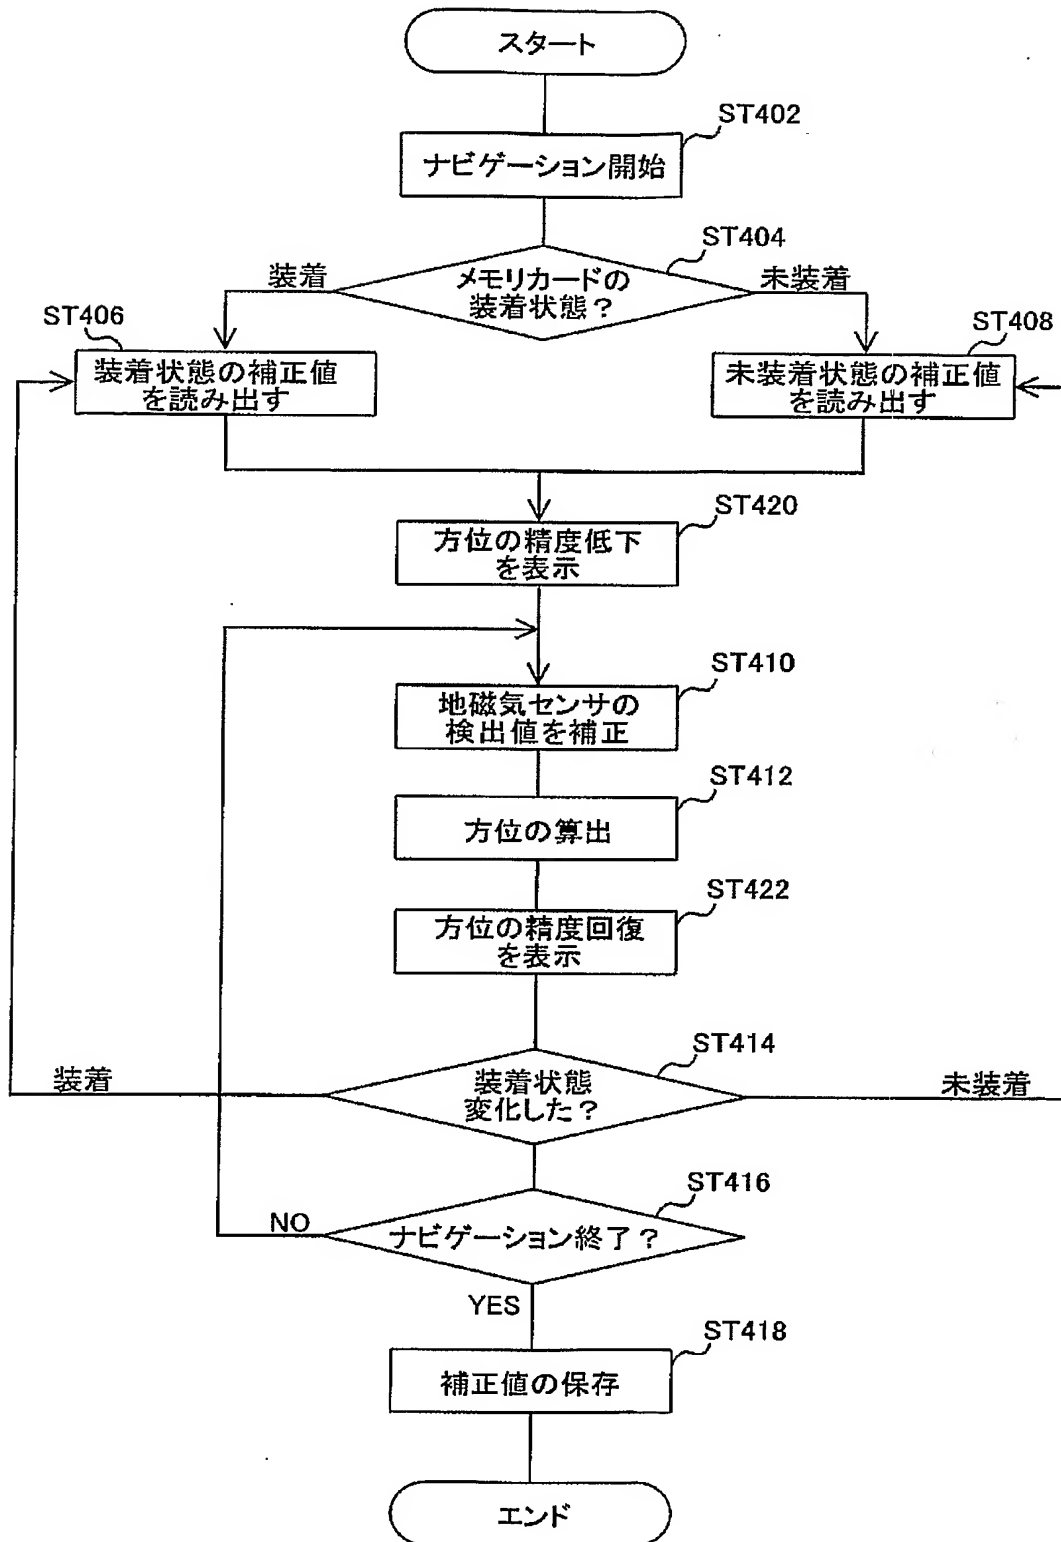 スタート
ST402
ナビゲーション開始
ST404
装着
メモリカードの
装着状態？
未装着
ST406
装着状態の補正値
を読み出す
ST408
未装着状態の補正値
を読み出す
ST420
方位の精度低下
を表示
ST410
地磁気センサの
検出値を補正
ST412
方位の算出
ST422
方位の精度回復
を表示
ST414
装着
装着状態
変化した？
未装着
ST416
NO
ナビゲーション終了？
YES
ST418
補正値の保存
エンド